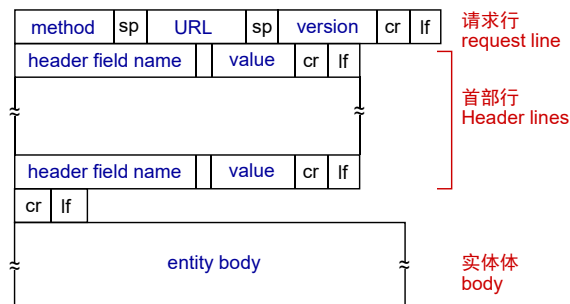 method sp URL sp version cr lf
请求行
request line
header field name value cr lf
首部行
Header lines
header field name value cr lf
cr lf
entity body
实体体
body